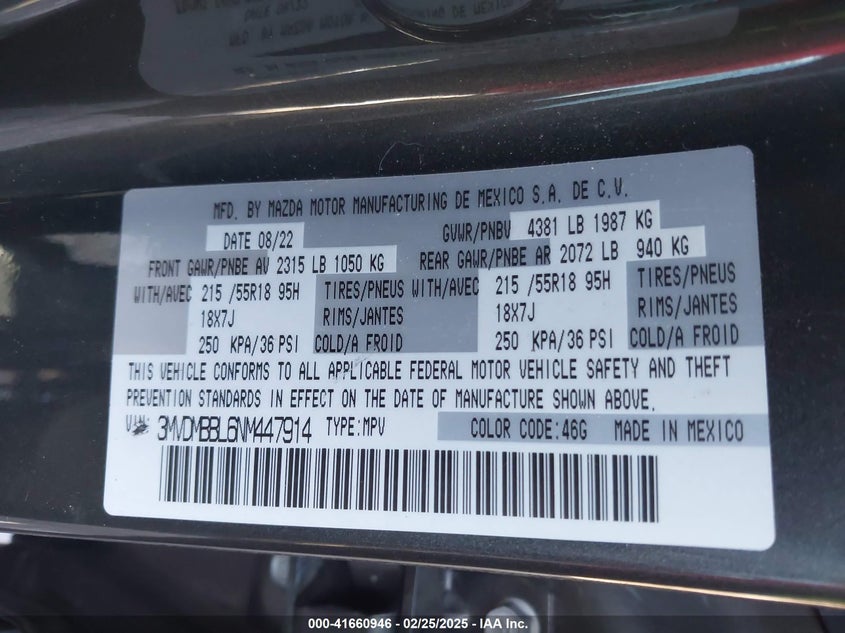 MFD. BY MAZDA MOTOR MANUFACTURING DE MEXICO S.A. DE C.V.
DATE 08/22 GVWR/PNBV 4381 LB 1987 KG
FRONT GAWR/PNBE AV 2315 LB 1050 KG REAR GAWR/PNBE AR 2072 LB 940 KG
WITH/AVEC 215 /55R18 95H TIRES/PNEUS WITH/AVEC 215 /55R18 95H TIRES/PNEUS
18X7J RIMS/JANTES 18X7J RIMS/JANTES
250 KPA/36 PSI COLD/A FROID 250 KPA/36 PSI COLD/A FROID
THIS VEHICLE CONFORMS TO ALL APPLICABLE FEDERAL MOTOR VEHICLE SAFETY AND THEFT
PREVENTION STANDARDS IN EFFECT ON THE DATE OF MANUFACTURE SHOWN ABOVE.
VIN: 3MVDMBBL6NM447914 TYPE:MPV COLOR CODE:46G MADE IN MEXICO
000-41660946 - 02/25/2025 - IAA Inc.